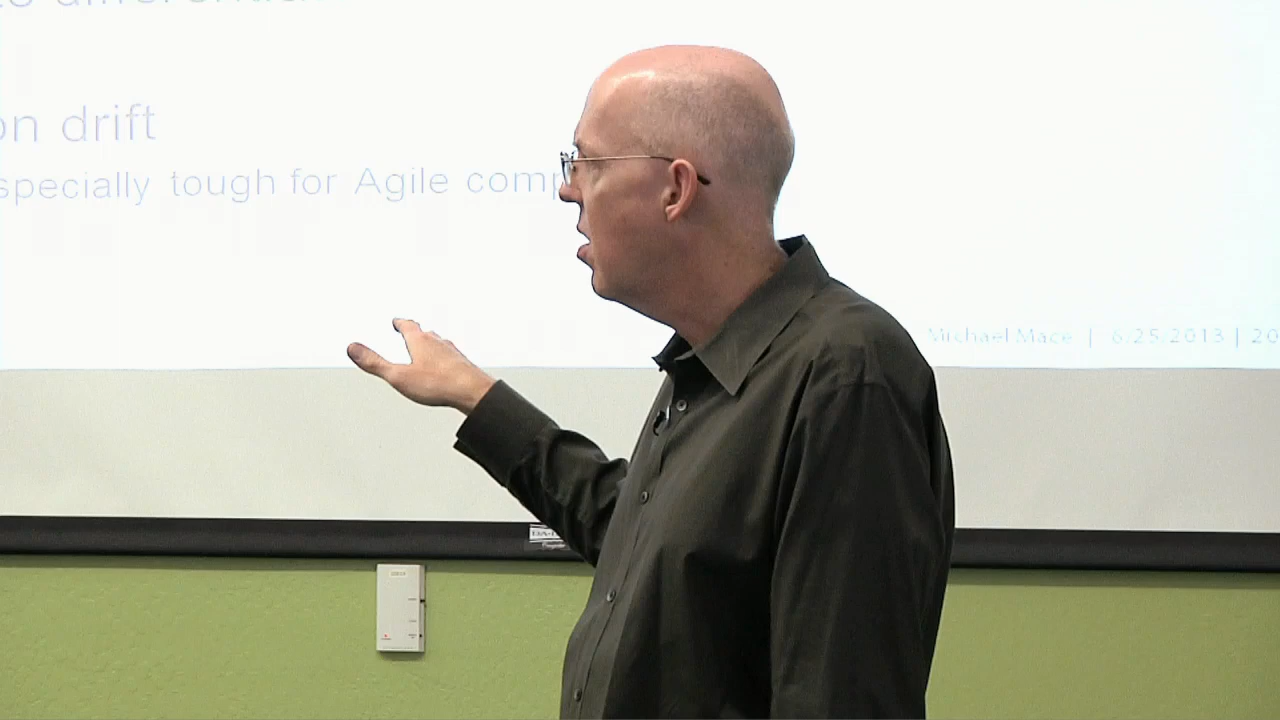 on drift
specially tough for Agile comp
Michael Mace | 6/25/2013 | 20